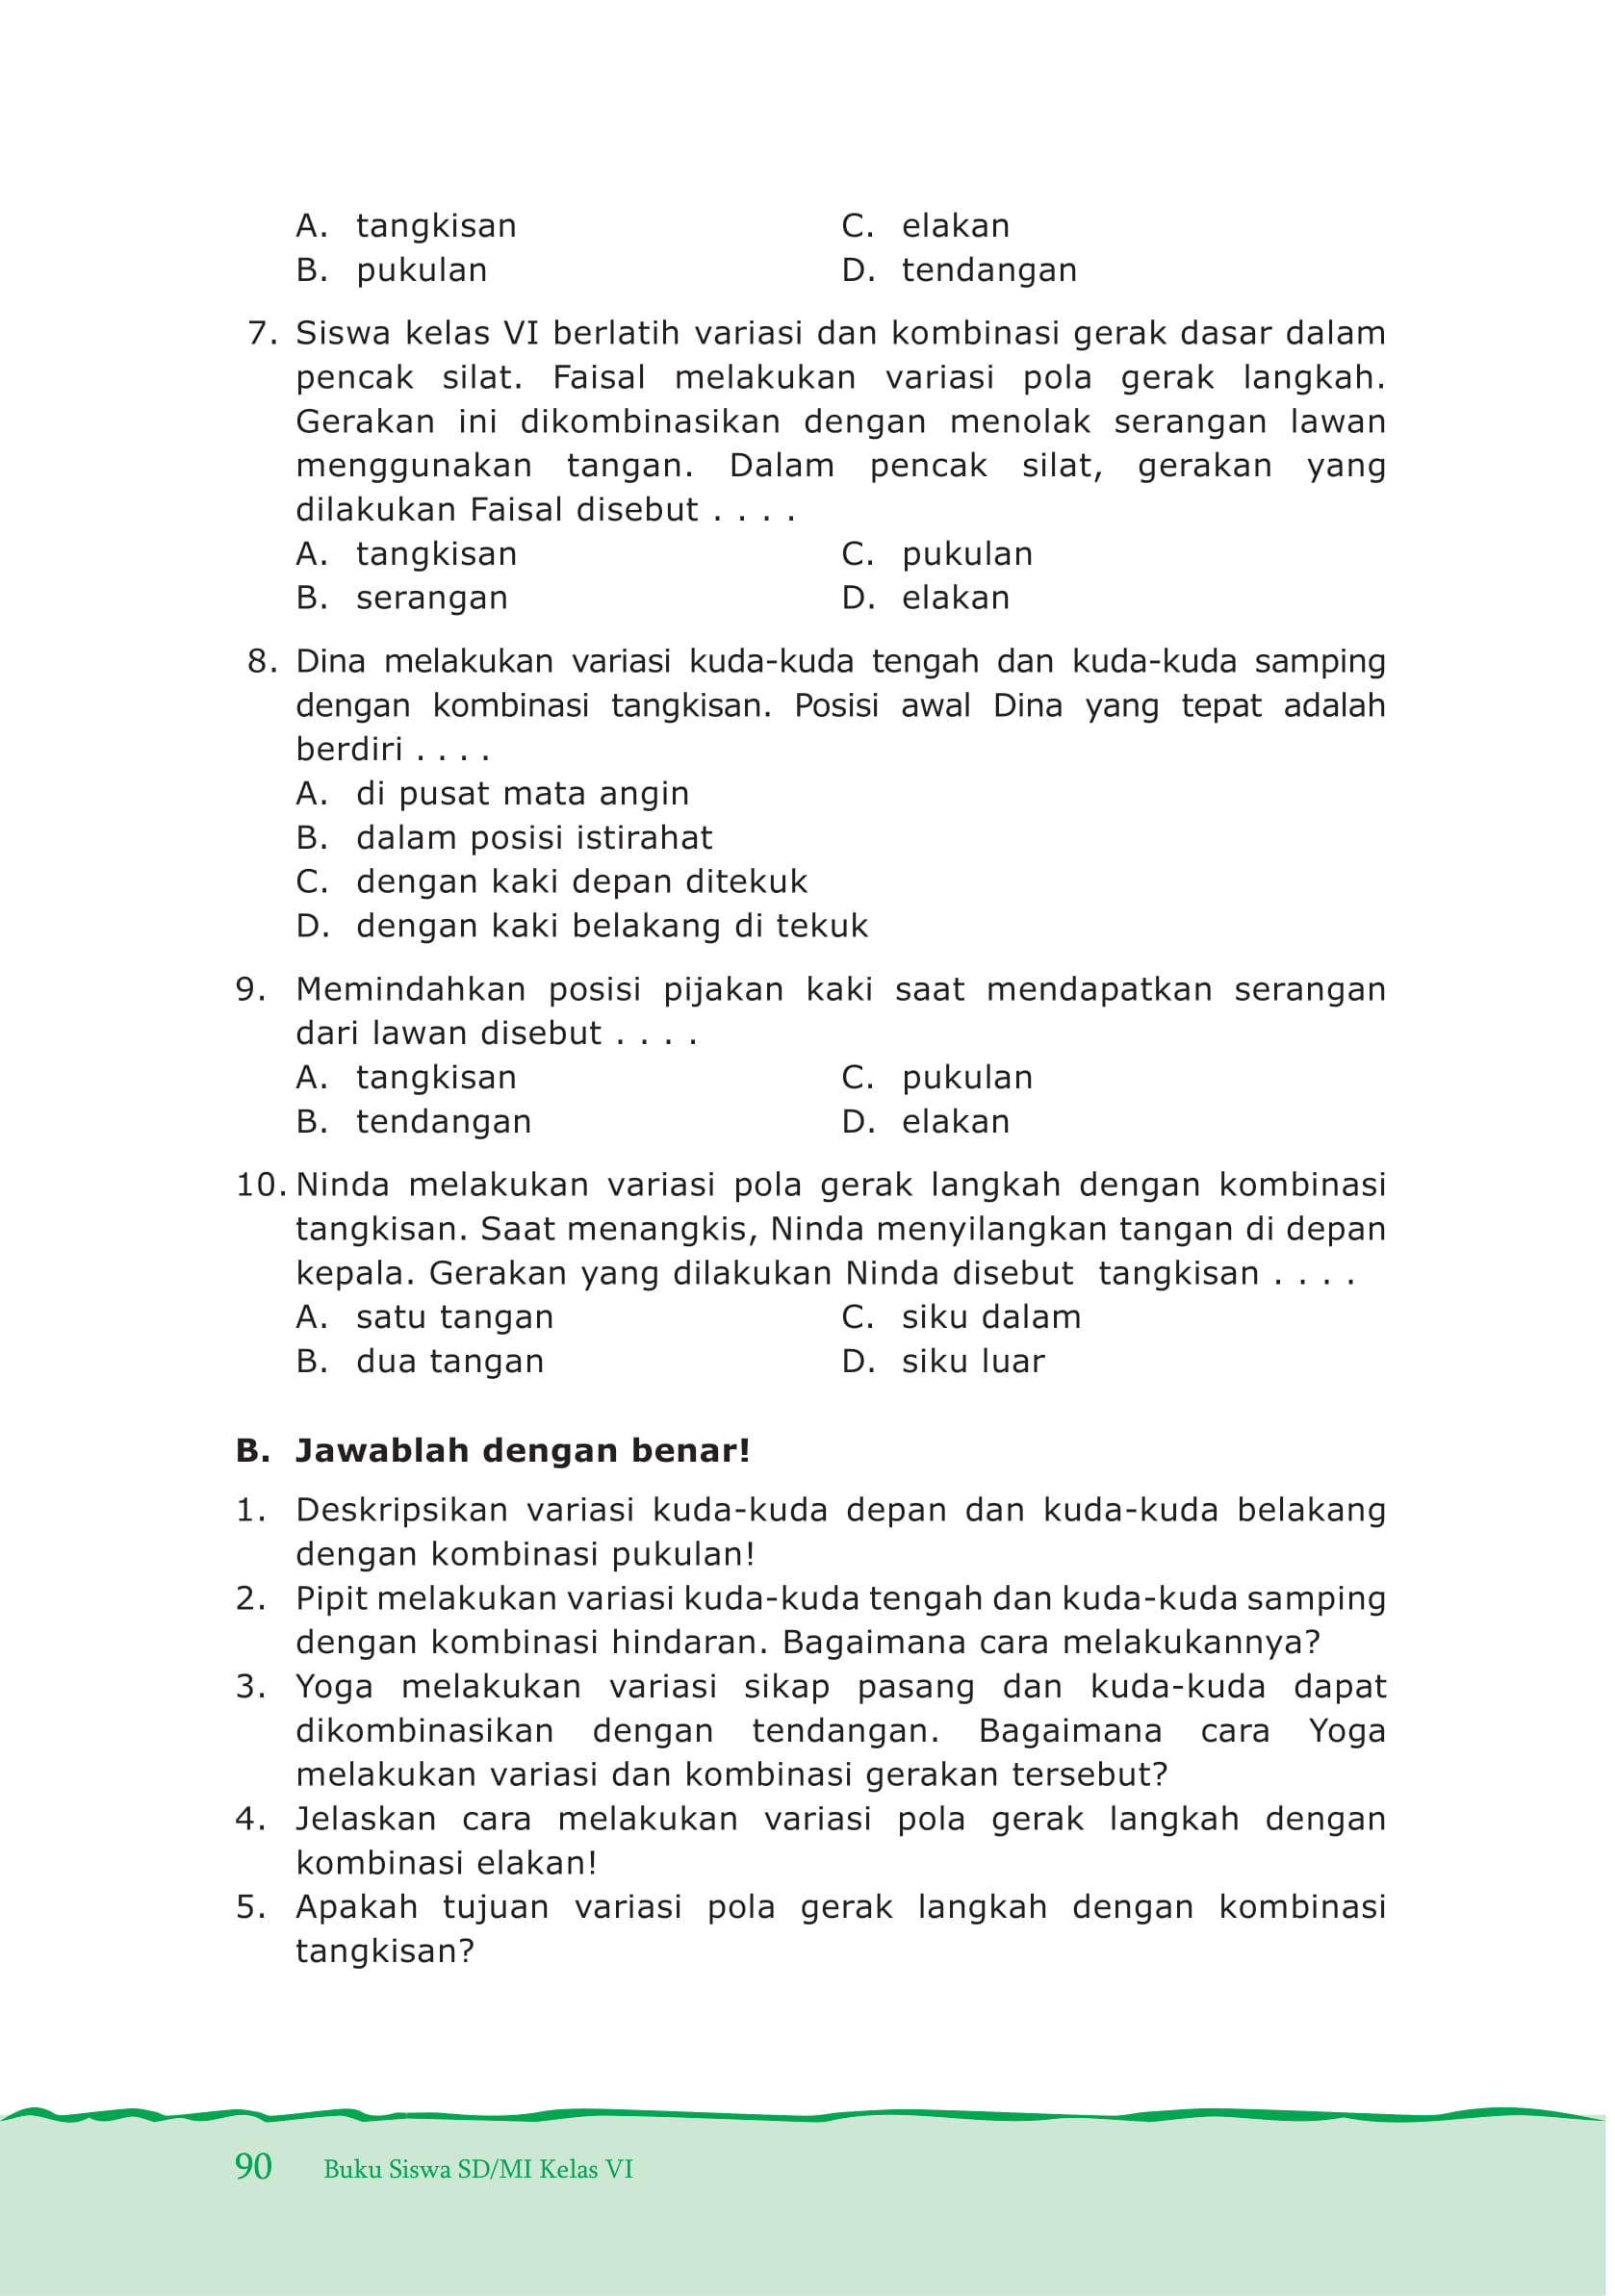 A. tangkisan C. elakan
B. pukulan D. tendangan
7. Siswa kelas VI berlatih variasi dan kombinasi gerak dasar dalam
pencak silat. Faisal melakukan variasi pola gerak langkah.
Gerakan ini dikombinasikan dengan menolak serangan lawan
menggunakan tangan. Dalam pencak silat, gerakan yang
dilakukan Faisal disebut . . . .
A. tangkisan C. pukulan
B. serangan D. elakan
8. Dina melakukan variasi kuda-kuda tengah dan kuda-kuda samping
dengan kombinasi tangkisan. Posisi awal Dina yang tepat adalah
berdiri . . . .
A. di pusat mata angin
B. dalam posisi istirahat
C. dengan kaki depan ditekuk
D. dengan kaki belakang di tekuk
9. Memindahkan posisi pijakan kaki saat mendapatkan serangan
dari lawan disebut . . . .
A. tangkisan C. pukulan
B. tendangan D. elakan
10. Ninda melakukan variasi pola gerak langkah dengan kombinasi
tangkisan. Saat menangkis, Ninda menyilangkan tangan di depan
kepala. Gerakan yang dilakukan Ninda disebut tangkisan . . . .
A. satu tangan C. siku dalam
B. dua tangan D. siku luar
B. Jawablah dengan benar!
1. Deskripsikan variasi kuda-kuda depan dan kuda-kuda belakang
dengan kombinasi pukulan!
2. Pipit melakukan variasi kuda-kuda tengah dan kuda-kuda samping
dengan kombinasi hindaran. Bagaimana cara melakukannya?
3. Yoga melakukan variasi sikap pasang dan kuda-kuda dapat
dikombinasikan dengan tendangan. Bagaimana cara Yoga
melakukan variasi dan kombinasi gerakan tersebut?
4. Jelaskan cara melakukan variasi pola gerak langkah dengan
kombinasi elakan!
5. Apakah tujuan variasi pola gerak langkah dengan kombinasi
tangkisan?
90 Buku Siswa SD/MI Kelas VI